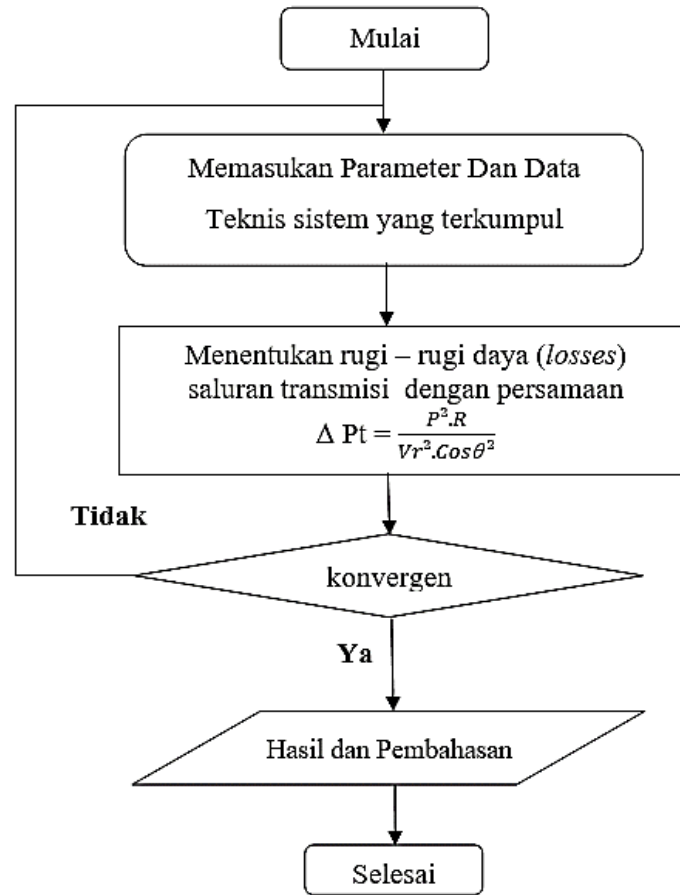 Mulai
Memasukan Parameter Dan Data
Teknis sistem yang terkumpul
Menentukan rugi – rugi daya (losses)
saluran transmisi dengan persamaan
Δ Pt = P².R / Vr².Cosθ²
Tidak
konvergen
Ya
Hasil dan Pembahasan
Selesai